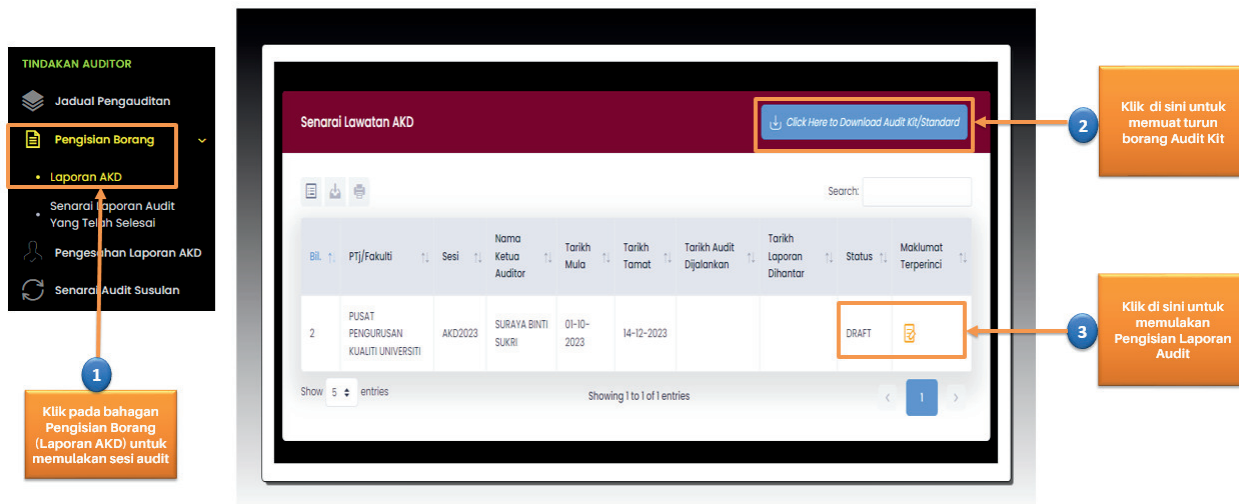 TINDAKAN AUDITOR
Jadual Pengauditan
Pengisian Borang
Laporan AKD
Senarai Laporan Audit
Yang Telah Selesai
Pengesahan Laporan AKD
Senarai Audit Susulan
1
Klik pada bahagan
Pengisian Borang
(Laporan AKD) untuk
memulakan sesi audit
Senarai Lawatan AKD
Click Here to Download Audit Kit/Standard
Search:
Bil.
PTj/Fakulti
Sesi
Nama
Ketua
Auditor
Tarikh
Mula
Tarikh
Tamat
Tarikh Audit
Dijalankan
Tarikh
Laporan
Dihantar
Status
Maklumat
Terperinci
2
PUSAT
PENGURUSAN
KUALITI UNIVERSITI
AKD2023
SURAYA BINTI
SUKRI
01-10-
2023
14-12-2023
DRAFT
Show 5 entries
Showing 1 to 1 of 1 entries
‹ 1 ›
2
Klik di sini untuk
memuat turun
borang Audit Kit
3
Klik di sini untuk
memulakan
Pengisian Laporan
Audit